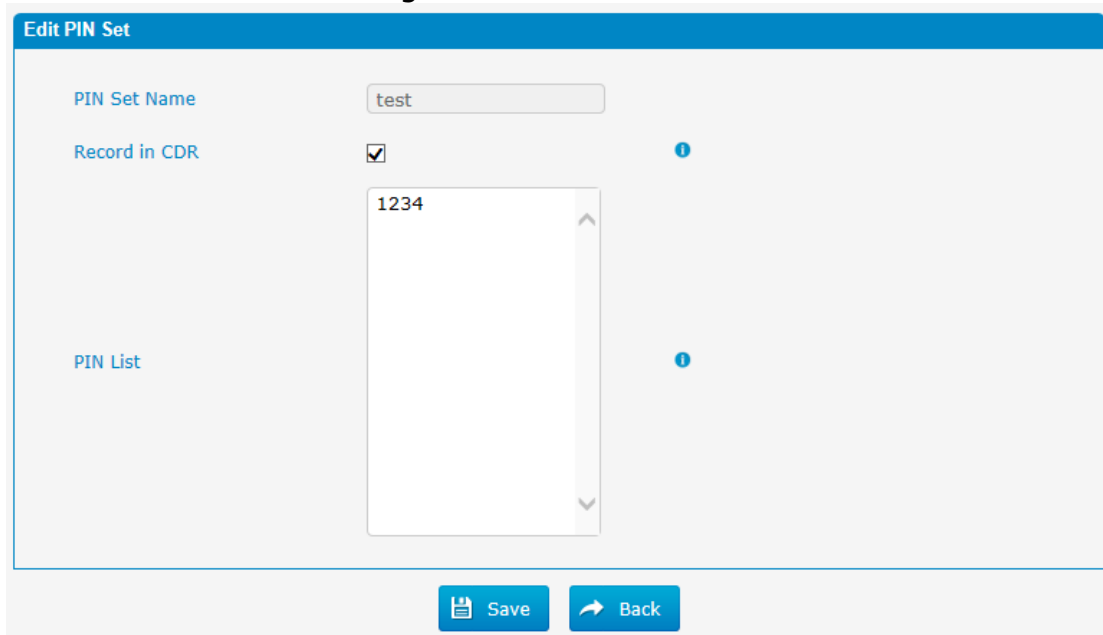 Edit PIN Set
PIN Set Name
test
Record in CDR
1234
PIN List
Save
Back